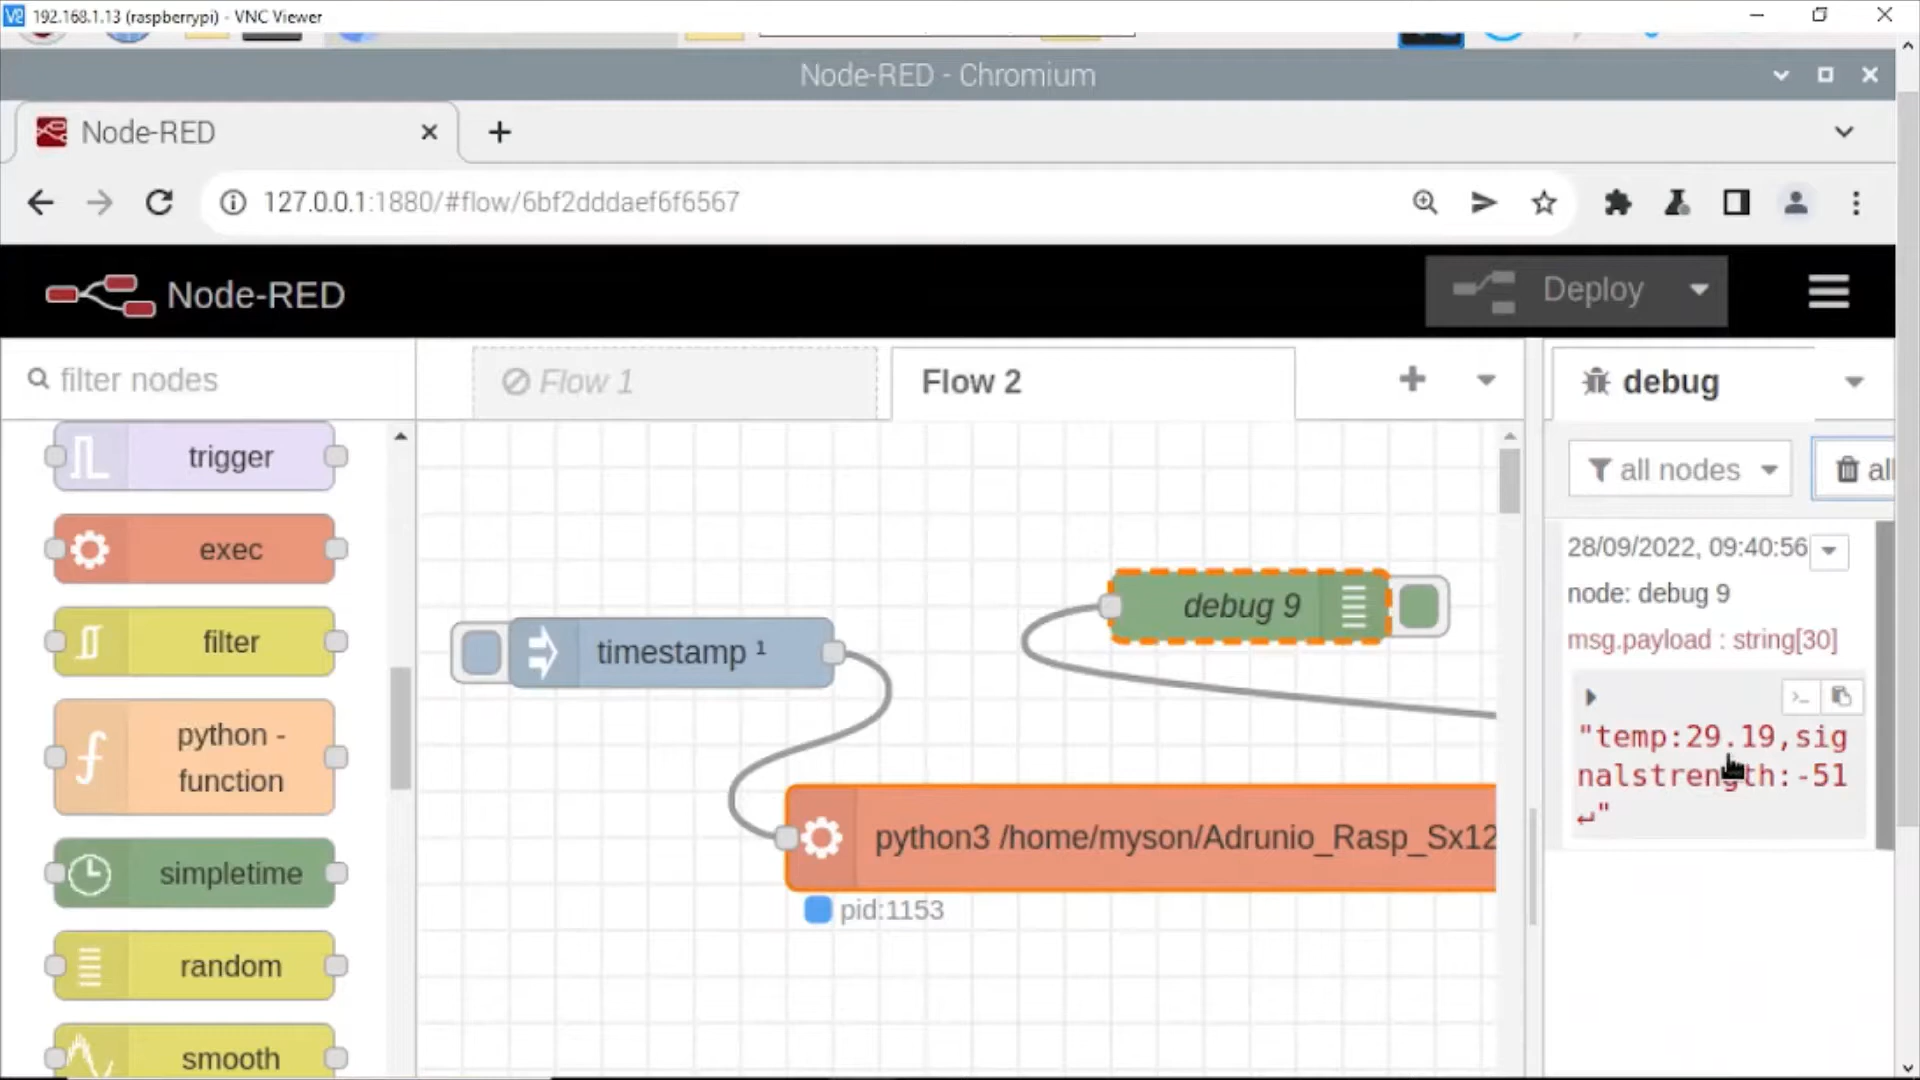 192.168.1.13 (raspberrypi) - VNC Viewer
Node-RED - Chromium
Node-RED
127.0.0.1:1880/#flow/6bf2dddaef6f6567
Node-RED
Deploy
filter nodes
Flow 1
Flow 2
debug
all nodes
all
trigger
exec
filter
python -
function
simpletime
random
smooth
timestamp ¹
debug 9
python3 /home/myson/Adrunio_Rasp_Sx12
pid:1153
28/09/2022, 09:40:56
node: debug 9
msg.payload : string[30]
"temp:29.19,sig
nalstrength:-51
↵"